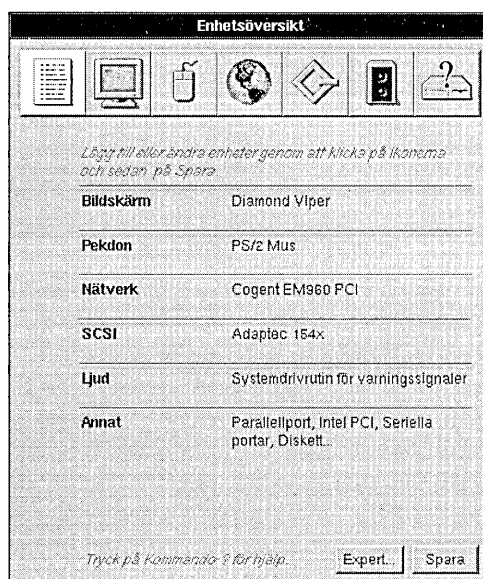 Enhetsöversikt
Lägg till eller ändra enheter genom att klicka på ikonerna
och sedan på Spara
Bildskärm Diamond Viper
Pekdon PS/2 Mus
Nätverk Cogent EM960 PCI
SCSI Adaptec 154x
Ljud Systemdrivrutin för varningssignaler
Annat Parallellport, Intel PCI, Seriella
portar, Diskett...
Tryck på Kommando-? för hjälp. Expert... Spara